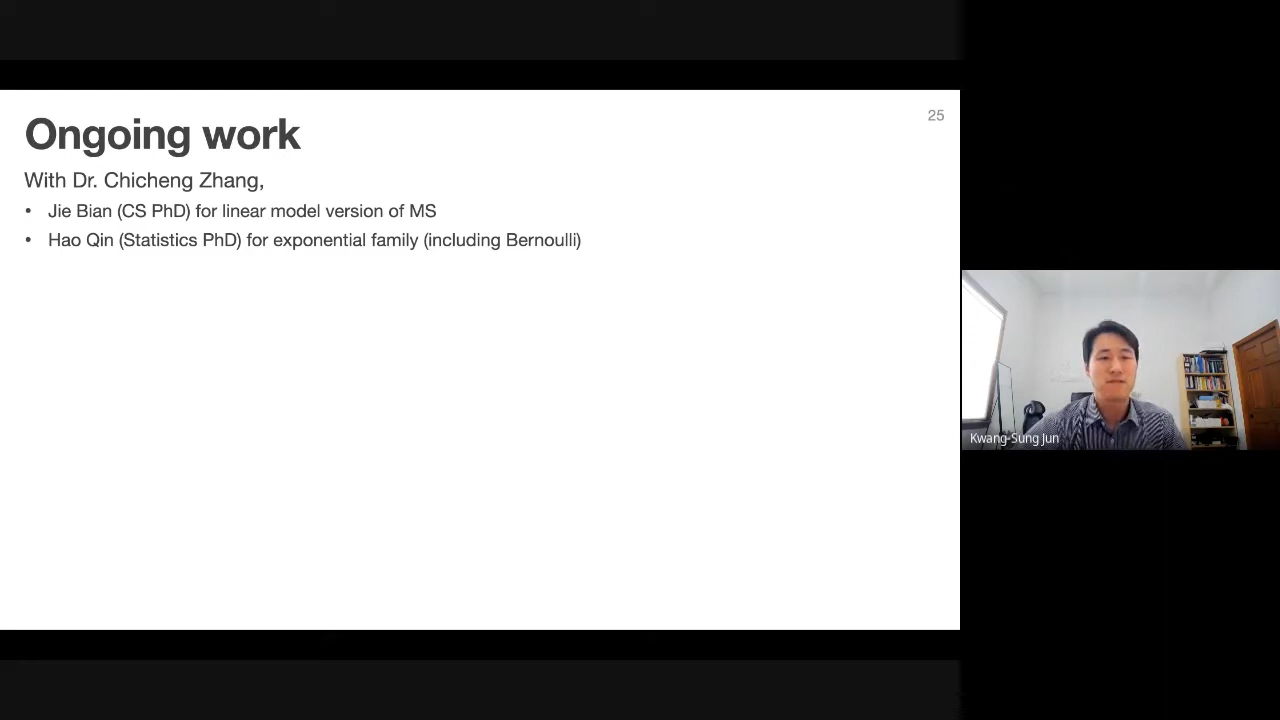 25
Ongoing work
With Dr. Chicheng Zhang,
• Jie Bian (CS PhD) for linear model version of MS
• Hao Qin (Statistics PhD) for exponential family (including Bernoulli)
Kwang-Sung Jun